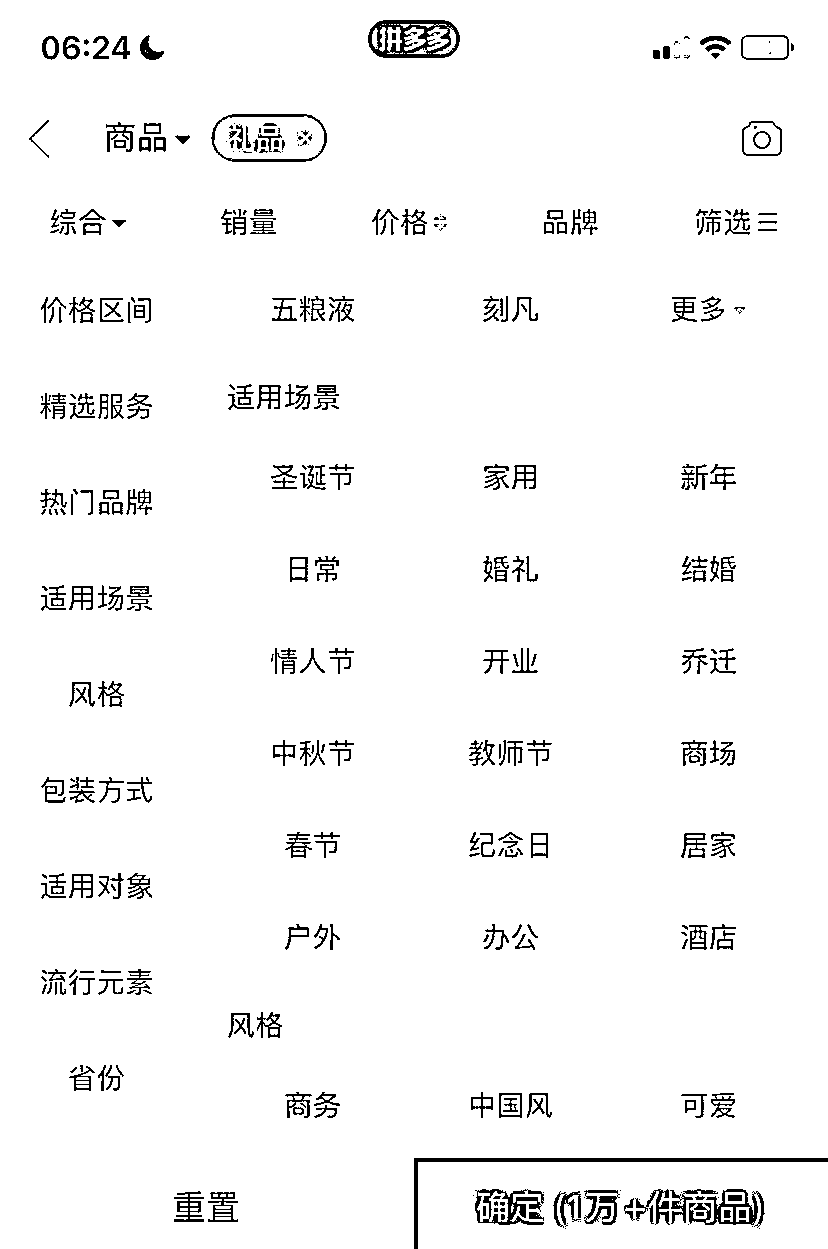 06:24 拼多多
商品 礼品
综合 销量 价格 品牌 筛选
价格区间 五粮液 刻凡 更多
精选服务 适用场景
圣诞节 家用 新年
热门品牌
日常 婚礼 结婚
适用场景
情人节 开业 乔迁
风格
中秋节 教师节 商场
包装方式
春节 纪念日 居家
适用对象
户外 办公 酒店
流行元素
风格
省份
商务 中国风 可爱
重置 确定 (1万+件商品)